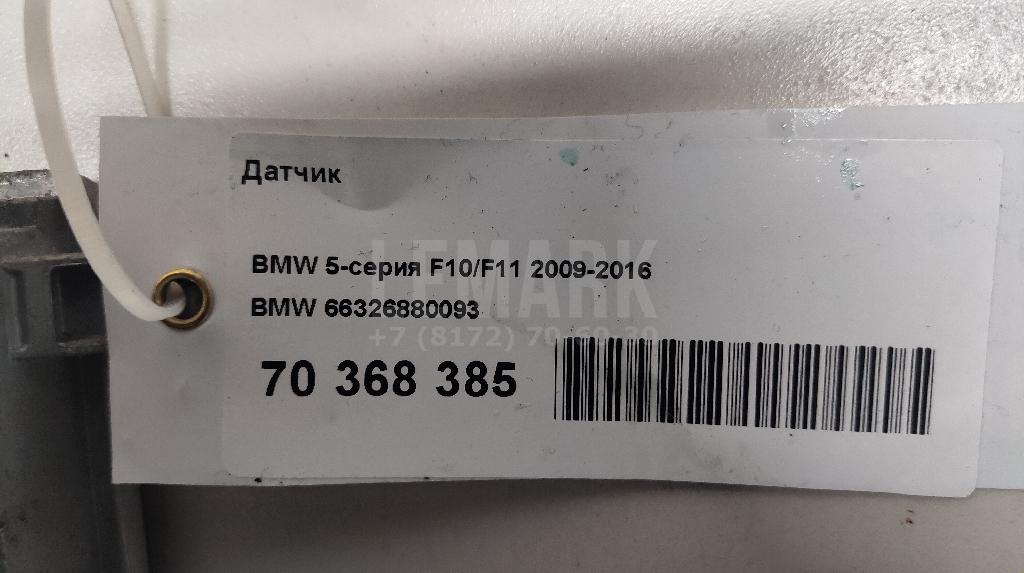 Датчик
BMW 5-серия F10/F11 2009-2016
LEMARK
BMW 66326880093
+7 (8172) 70-60-30
70 368 385